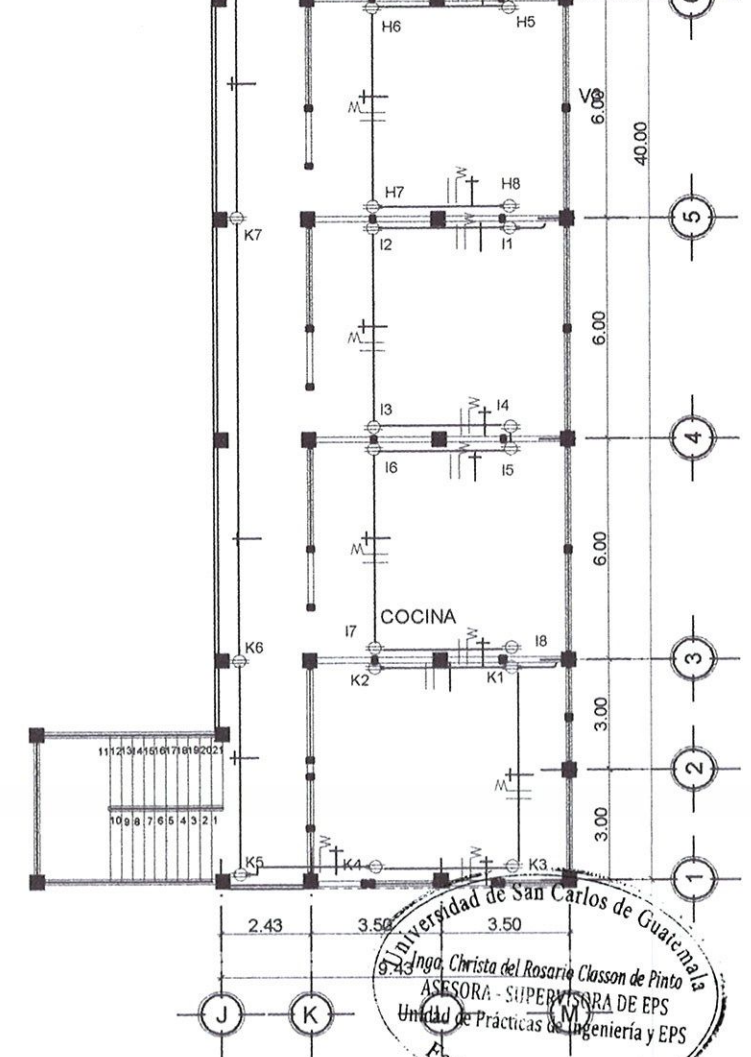 H6
H5
V8
6.00
40.00
H7
H8
K7
I2
I1
5
6.00
I3
I4
4
I6
I5
6.00
COCINA
I7
I8
K6
3
K2
K1
3.00
11 12 13 14 15 16 17 18 19 20 21
2
10 9 8 7 6 5 4 3 2 1
3.00
K5
K4
K3
1
2.43
3.50
3.50
9.43
Universidad de San Carlos de Guatemala
Inga. Christa del Rosario Classon de Pinto
ASESORA - SUPERVISORA DE EPS
Unidad de Prácticas de Ingeniería y EPS
J
K
L
M